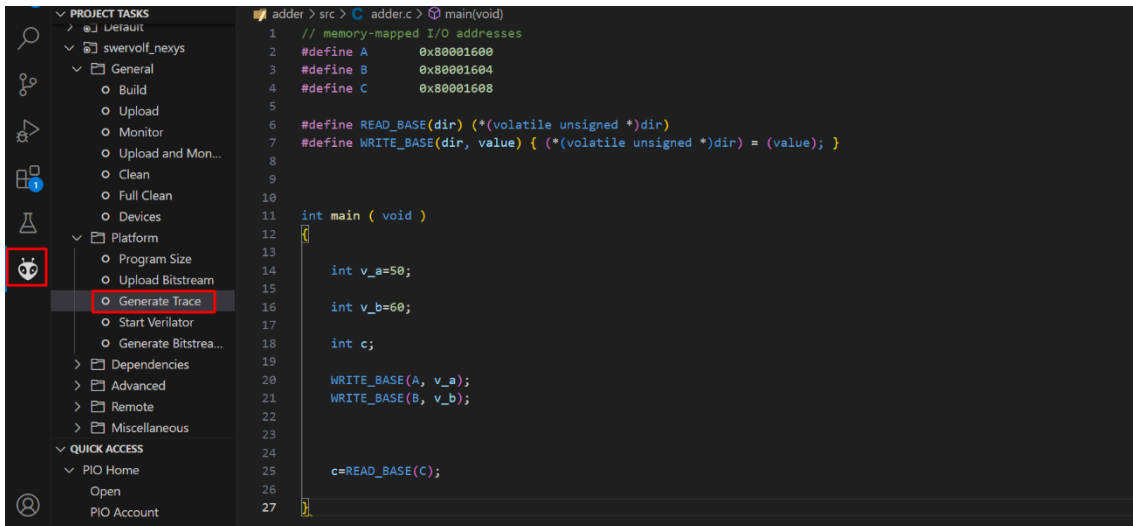 PROJECT TASKS
Default
swervolf_nexys
General
Build
Upload
Monitor
Upload and Mon...
Clean
Full Clean
Devices
Platform
Program Size
Upload Bitstream
Generate Trace
Start Verilator
Generate Bitstrea...
Dependencies
Advanced
Remote
Miscellaneous
QUICK ACCESS
PIO Home
Open
PIO Account
1
adder > src > C adder.c > main(void)
1 // memory-mapped I/O addresses
2 #define A 0x80001600
3 #define B 0x80001604
4 #define C 0x80001608
5
6 #define READ_BASE(dir) (*(volatile unsigned *)dir)
7 #define WRITE_BASE(dir, value) { (*(volatile unsigned *)dir) = (value); }
8
9
10
11 int main ( void )
12 {
13
14 int v_a=50;
15
16 int v_b=60;
17
18 int c;
19
20 WRITE_BASE(A, v_a);
21 WRITE_BASE(B, v_b);
22
23
24
25 c=READ_BASE(C);
26
27 }